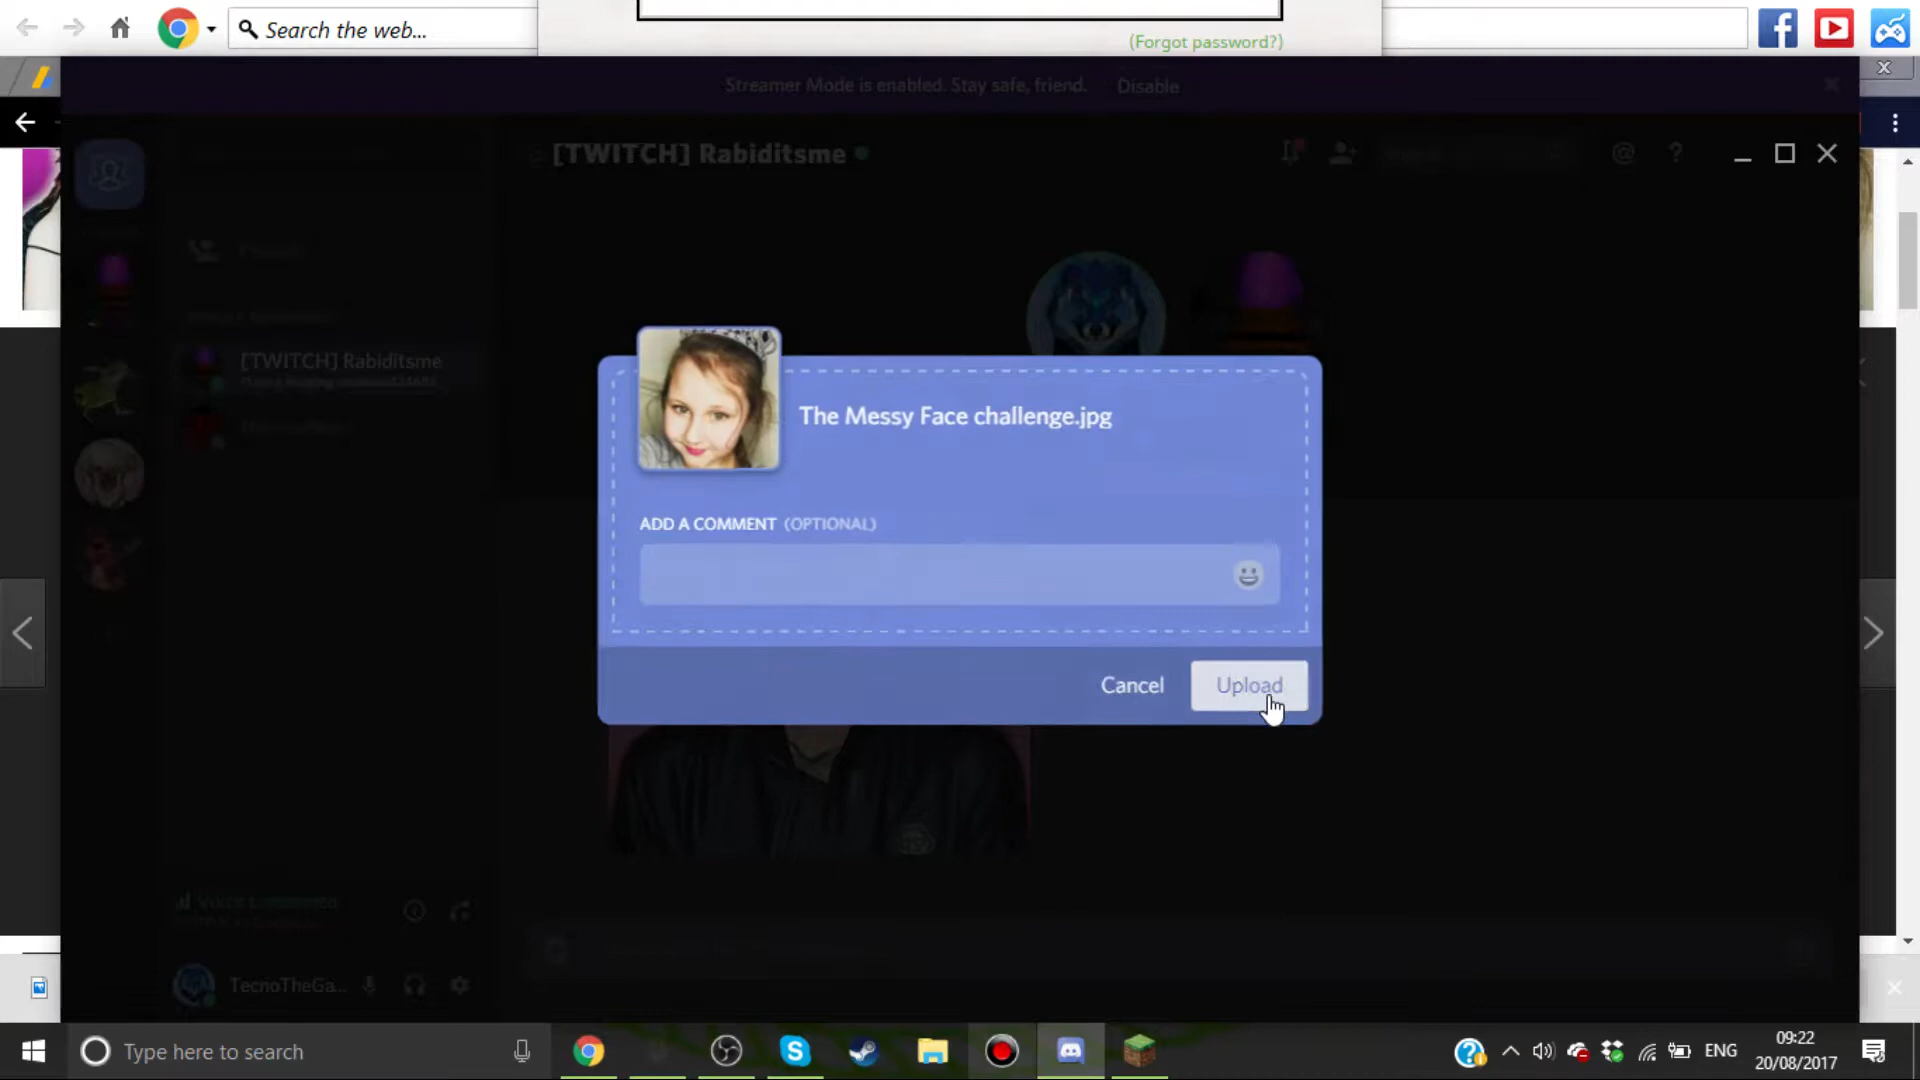 Search the web...
(Forgot password?)
Streamer Mode is enabled. Stay safe, friend.
Disable
[TWITCH] Rabiditsme
[TWITCH] Rabiditsme
The Messy Face challenge.jpg
ADD A COMMENT (OPTIONAL)
Cancel
Upload
TecnoTheGa...
Type here to search
ENG
09:22
20/08/2017